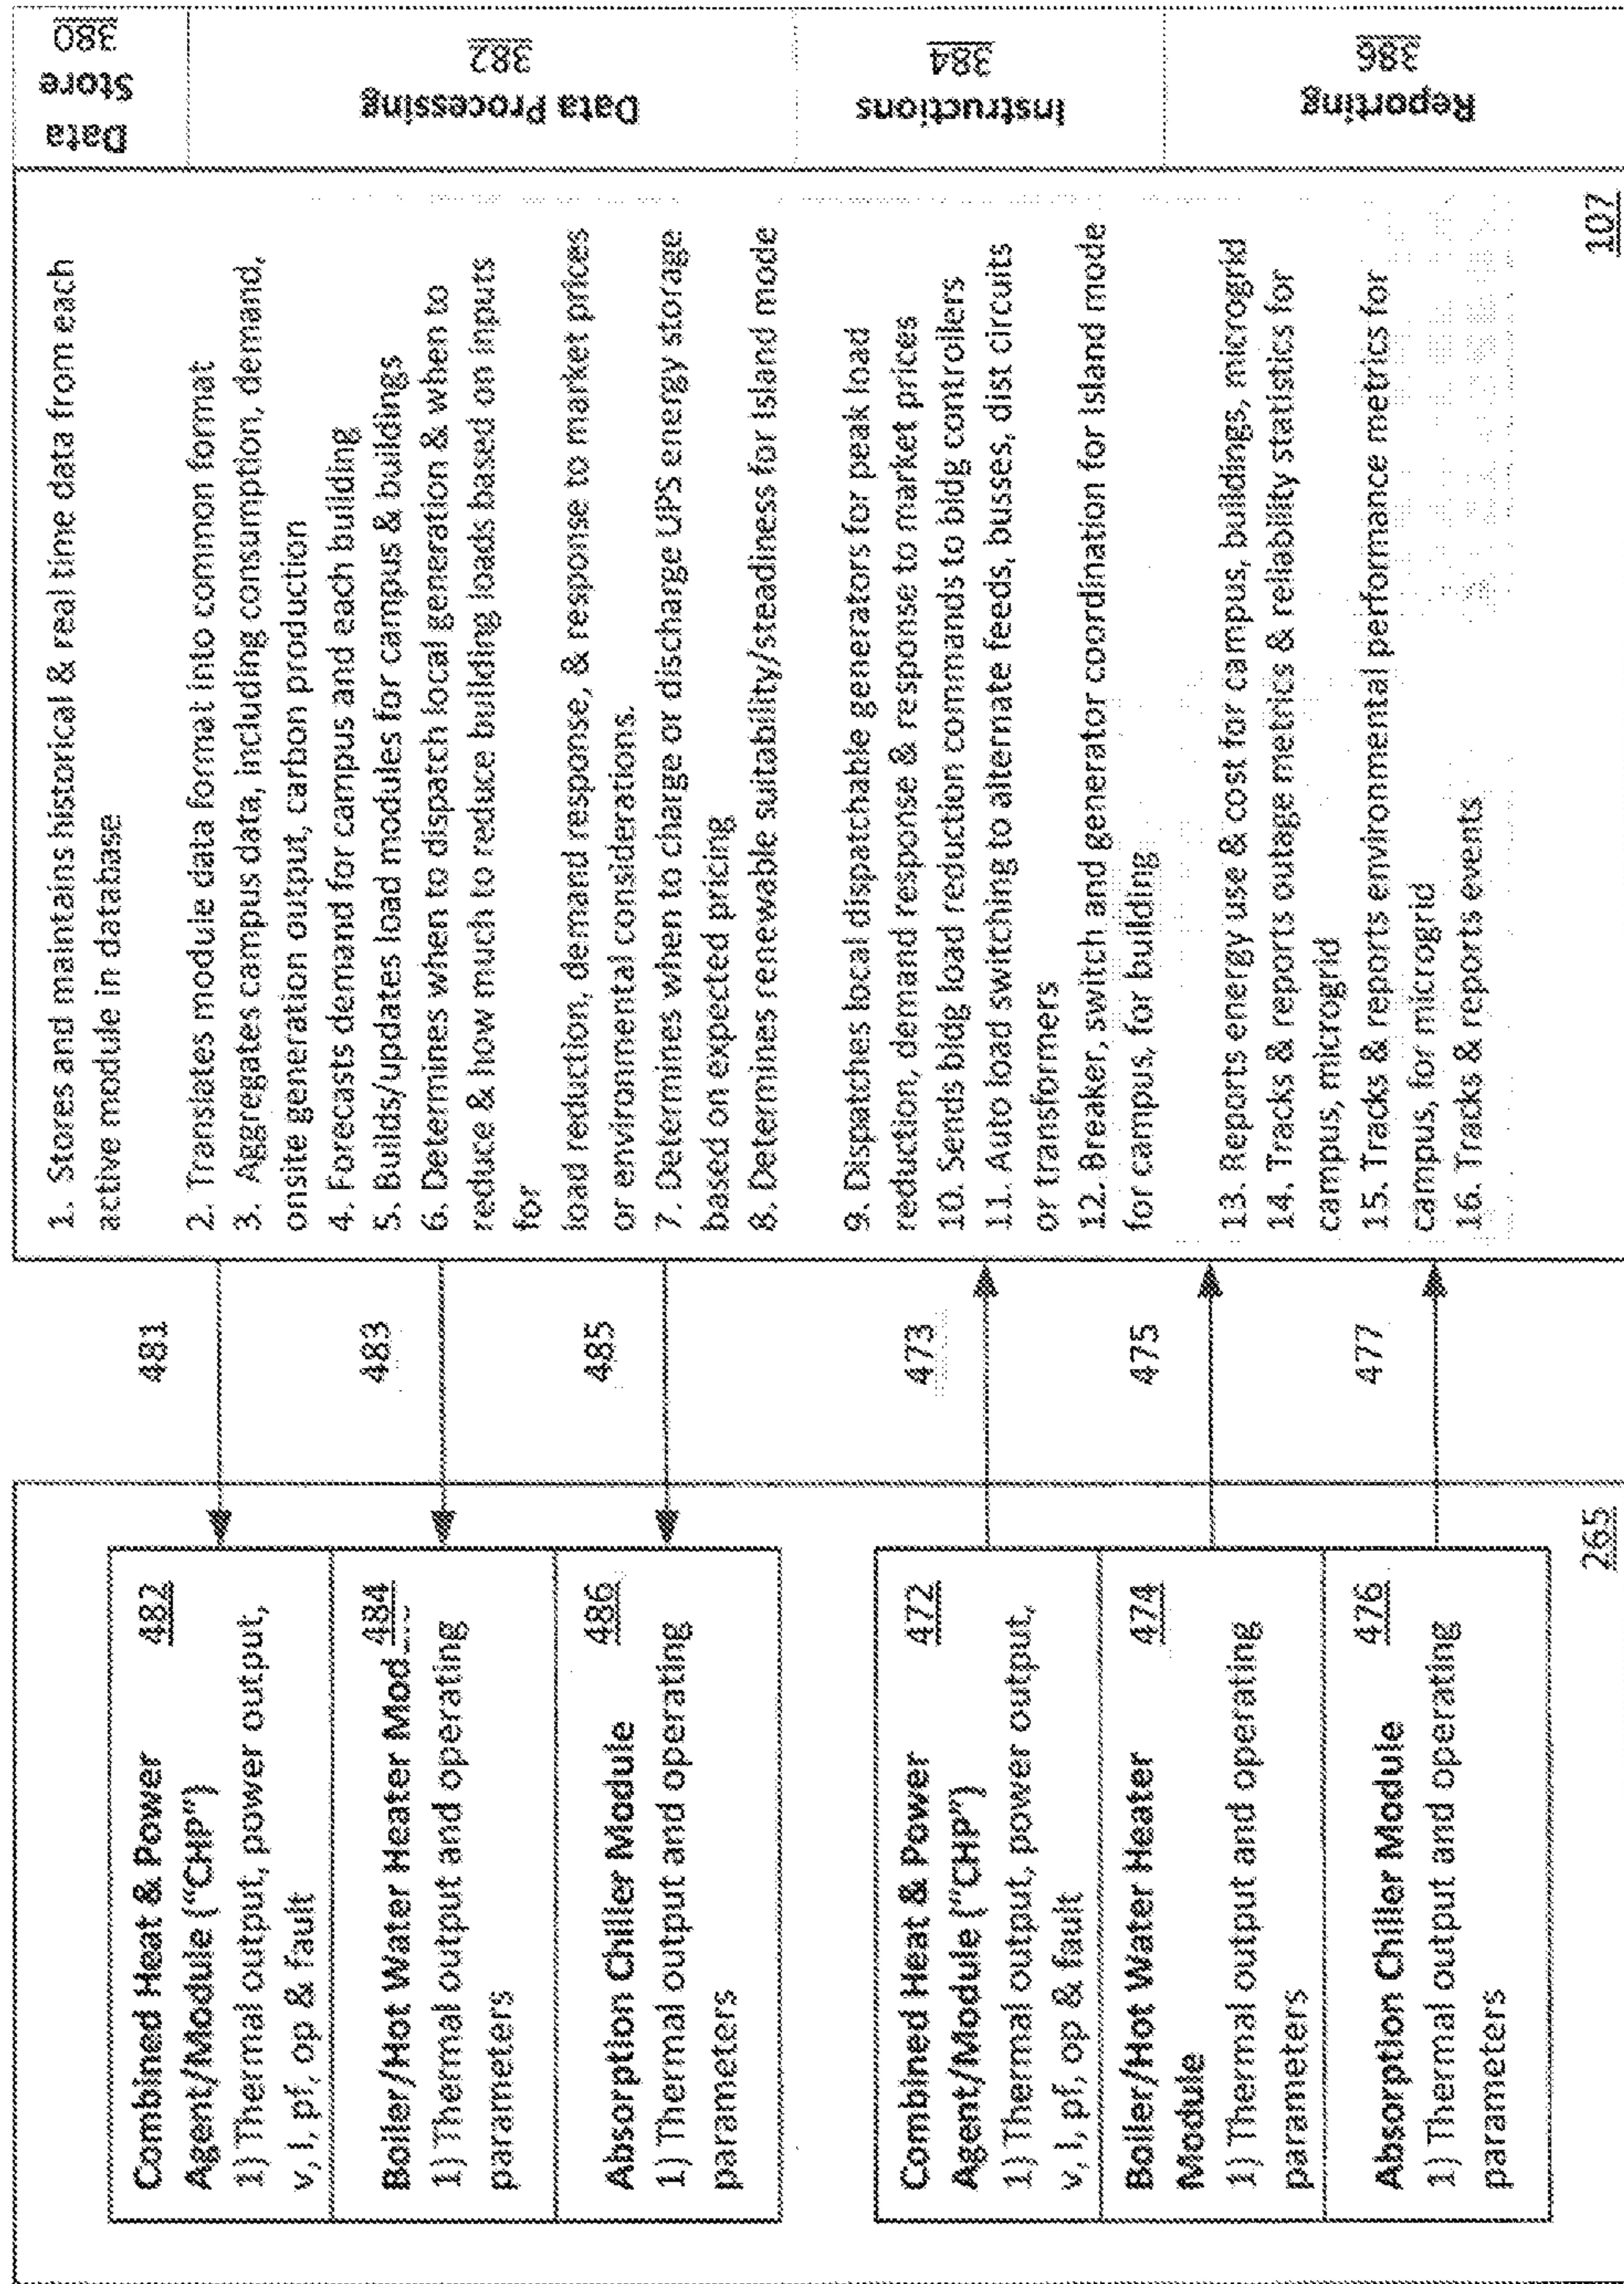 Combined Heat & Power 482
Agent/Module ("CHP")
1) Thermal output, power output,
v, I, pf, op & fault
Boiler/Hot Water Heater Mod 484
1) Thermal output and operating
parameters
Absorption Chiller Module 486
1) Thermal output and operating
parameters
Combined Heat & Power 472
Agent/Module ("CHP")
1) Thermal output, power output,
v, I, pf, op & fault
Boiler/Hot Water Heater 474
Module
1) Thermal output and operating
parameters
Absorption Chiller Module 476
1) Thermal output and operating
parameters
265
481
483
485
473
475
477
1. Stores and maintains historical & real time data from each
active module in database
2. Translates module data format into common format
3. Aggregates campus data, including consumption, demand,
onsite generation output, carbon production
4. Forecasts demand for campus and each building
5. Builds/updates load modules for campus & buildings
6. Determines when to dispatch local generation & when to
reduce & how much to reduce building loads based on inputs
for
load reduction, demand response, & response to market prices
or environmental considerations.
7. Determines when to charge or discharge UPS energy storage
based on expected pricing
8. Determines renewable suitability/steadiness for island mode
9. Dispatches local dispatchable generators for peak load
reduction, demand response & response to market prices
10. Sends bldg load reduction commands to bldg controllers
11. Auto load switching to alternate feeds, busses, dist circuits
or transformers
12. Breaker, switch and generator coordination for island mode
for campus, for building
13. Reports energy use & cost for campus, buildings, microgrid
14. Tracks & reports outage metrics & reliability statistics for
campus, microgrid
15. Tracks & reports environmental performance metrics for
campus, for microgrid
16. Tracks & reports events
107
Data
Store
380
Data Processing
382
Instructions
384
Reporting
386